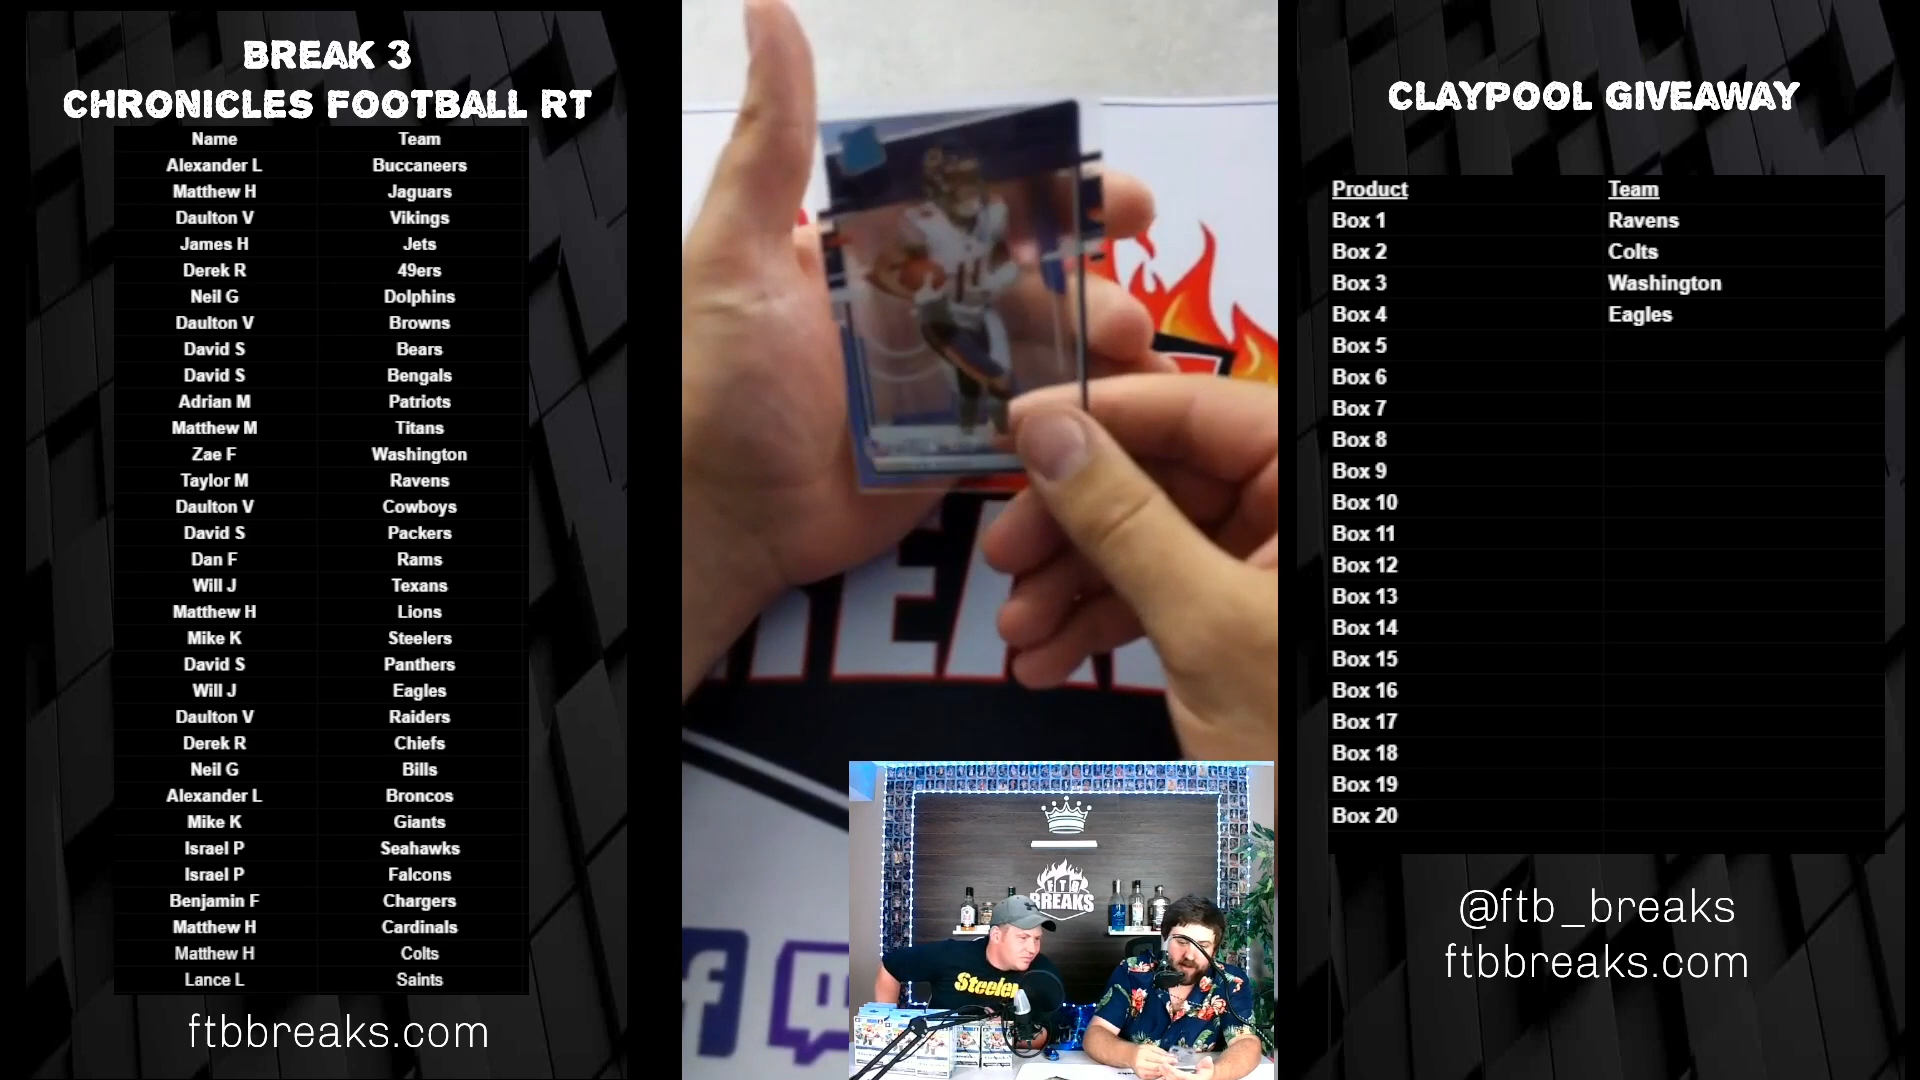 BREAK 3
CHRONICLES FOOTBALL RT
Name Team
Alexander L Buccaneers
Matthew H Jaguars
Daulton V Vikings
James H Jets
Derek R 49ers
Neil G Dolphins
Daulton V Browns
David S Bears
David S Bengals
Adrian M Patriots
Matthew M Titans
Zae F Washington
Taylor M Ravens
Daulton V Cowboys
David S Packers
Dan F Rams
Will J Texans
Matthew H Lions
Mike K Steelers
David S Panthers
Will J Eagles
Daulton V Raiders
Derek R Chiefs
Neil G Bills
Alexander L Broncos
Mike K Giants
Israel P Seahawks
Israel P Falcons
Benjamin F Chargers
Matthew H Cardinals
Matthew H Colts
Lance L Saints
ftbbreaks.com
FTB
BREAKS
CLAYPOOL GIVEAWAY
Product Team
Box 1 Ravens
Box 2 Colts
Box 3 Washington
Box 4 Eagles
Box 5
Box 6
Box 7
Box 8
Box 9
Box 10
Box 11
Box 12
Box 13
Box 14
Box 15
Box 16
Box 17
Box 18
Box 19
Box 20
@ftb_breaks
ftbbreaks.com